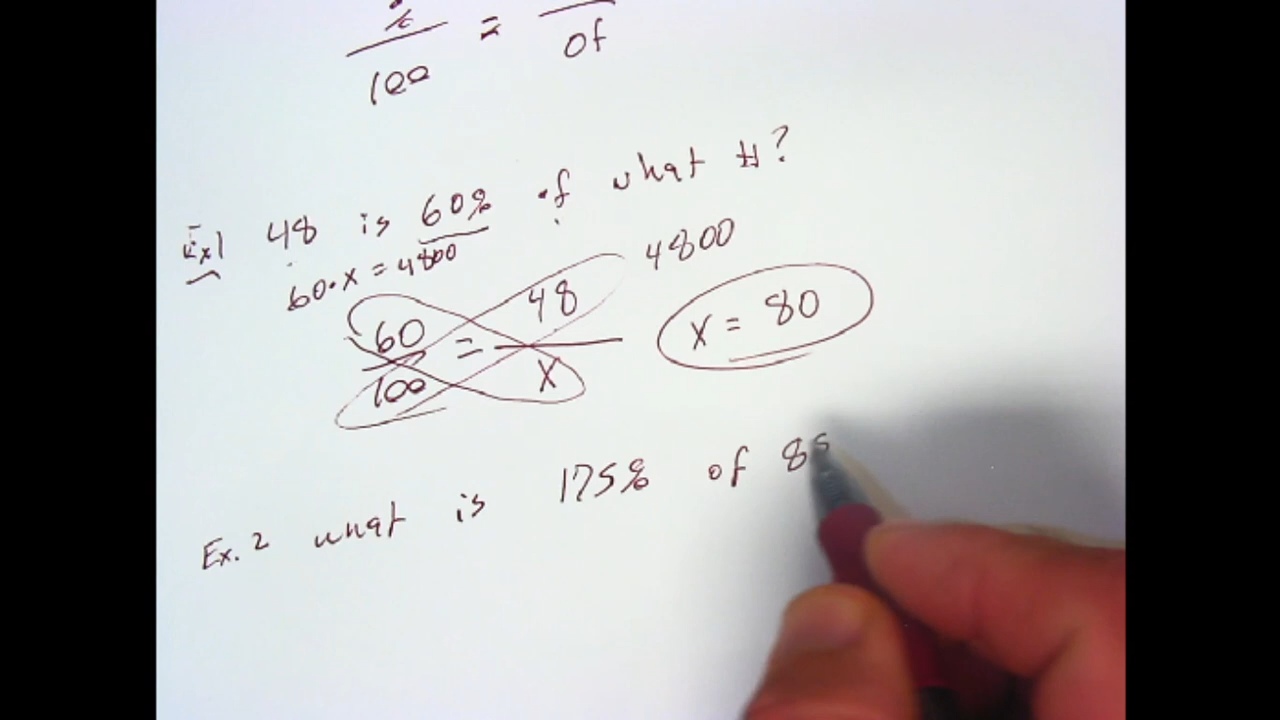 %
=
100
of
Ex1 48 is 60% of what #?
60·x = 4800
4800
60
=
48
100
x
x = 80
Ex. 2 what is 175% of